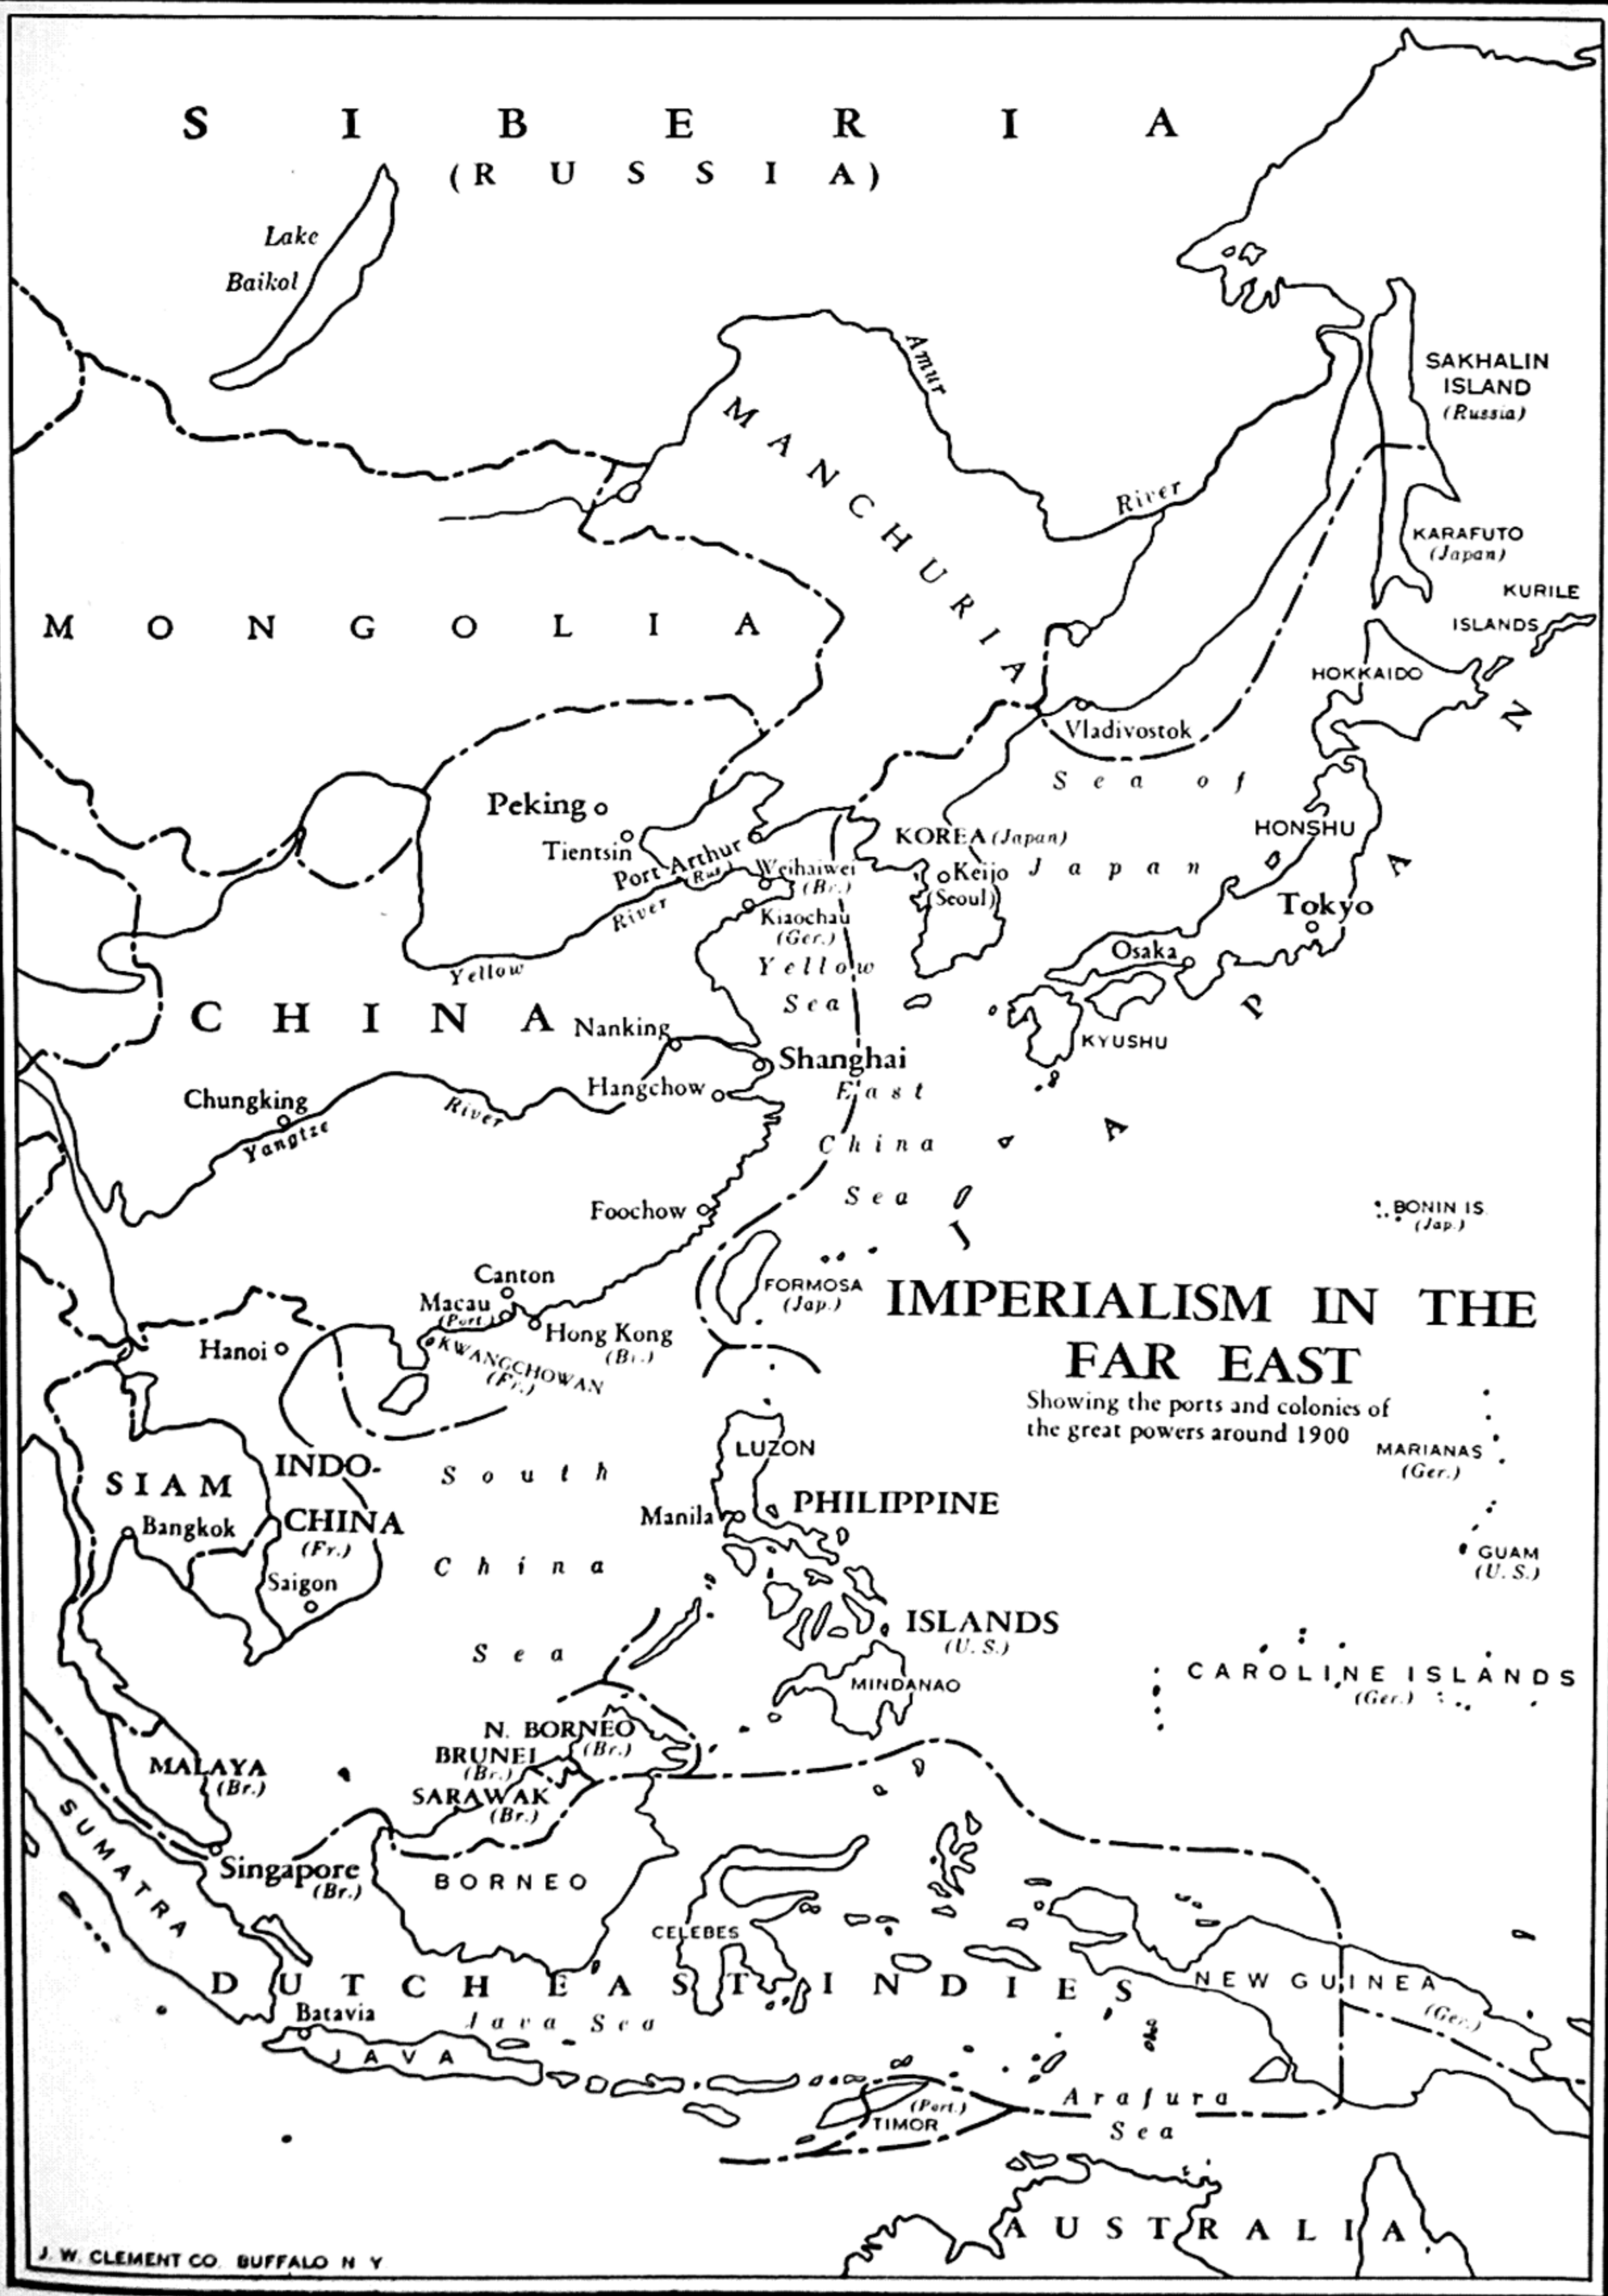 SIBERIA
(RUSSIA)
Lake
Baikol
Amur
River
SAKHALIN
ISLAND
(Russia)
MANCHURIA
KARAFUTO
(Japan)
KURILE
ISLANDS
MONGOLIA
HOKKAIDO
Vladivostok
Sea of
Japan
JAPAN
Peking
Tientsin
Port Arthur
(Rus.)
KOREA (Japan)
Keijo
(Seoul)
HONSHU
Tokyo
Osaka
KYUSHU
Weihaiwei
(Br.)
Kiaochau
(Ger.)
Yellow
River
Yellow
Sea
CHINA
Nanking
Shanghai
Hangchow
East
China
Sea
Chungking
Yangtze
River
Foochow
BONIN IS.
(Jap.)
Canton
Macau
(Port.)
Hong Kong
(Br.)
KWANGCHOWAN
(Fr.)
FORMOSA
(Jap.)
Hanoi
IMPERIALISM IN THE
FAR EAST
Showing the ports and colonies of
the great powers around 1900
MARIANAS
(Ger.)
GUAM
(U. S.)
SIAM
Bangkok
INDO-
CHINA
(Fr.)
Saigon
South
China
Sea
LUZON
Manila
PHILIPPINE
ISLANDS
(U. S.)
MINDANAO
CAROLINE ISLANDS
(Ger.)
N. BORNEO
(Br.)
BRUNEI
(Br.)
SARAWAK
(Br.)
MALAYA
(Br.)
SUMATRA
Singapore
(Br.)
BORNEO
CELEBES
DUTCH EAST INDIES
NEW GUINEA
(Ger.)
Batavia
Java Sea
JAVA
(Port.)
TIMOR
Arafura
Sea
AUSTRALIA
J. W. CLEMENT CO. BUFFALO N Y